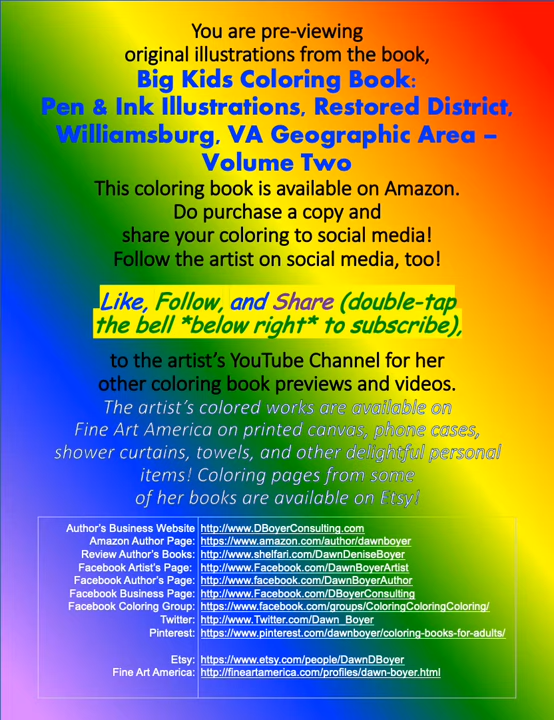 You are pre-viewing
original illustrations from the book,
Big Kids Coloring Book:
Pen & Ink Illustrations, Restored District,
Williamsburg, VA Geographic Area –
Volume Two
This coloring book is available on Amazon.
Do purchase a copy and
share your coloring to social media!
Follow the artist on social media, too!
Like, Follow, and Share (double-tap
the bell *below right* to subscribe),
to the artist's YouTube Channel for her
other coloring book previews and videos.
The artist's colored works are available on
Fine Art America on printed canvas, phone cases,
shower curtains, towels, and other delightful personal
items! Coloring pages from some
of her books are available on Etsy!
Author's Business Website http://www.DBoyerConsulting.com
Amazon Author Page: https://www.amazon.com/author/dawnboyer
Review Author's Books: http://www.shelfari.com/DawnDeniseBoyer
Facebook Artist's Page: http://www.Facebook.com/DawnBoyerArtist
Facebook Author's Page: http://www.facebook.com/DawnBoyerAuthor
Facebook Business Page: http://www.Facebook.com/DBoyerConsulting
Facebook Coloring Group: https://www.facebook.com/groups/ColoringColoringColoring/
Twitter: http://www.Twitter.com/Dawn_Boyer
Pinterest: https://www.pinterest.com/dawnboyer/coloring-books-for-adults/
Etsy: https://www.etsy.com/people/DawnDBoyer
Fine Art America: http://fineartamerica.com/profiles/dawn-boyer.html